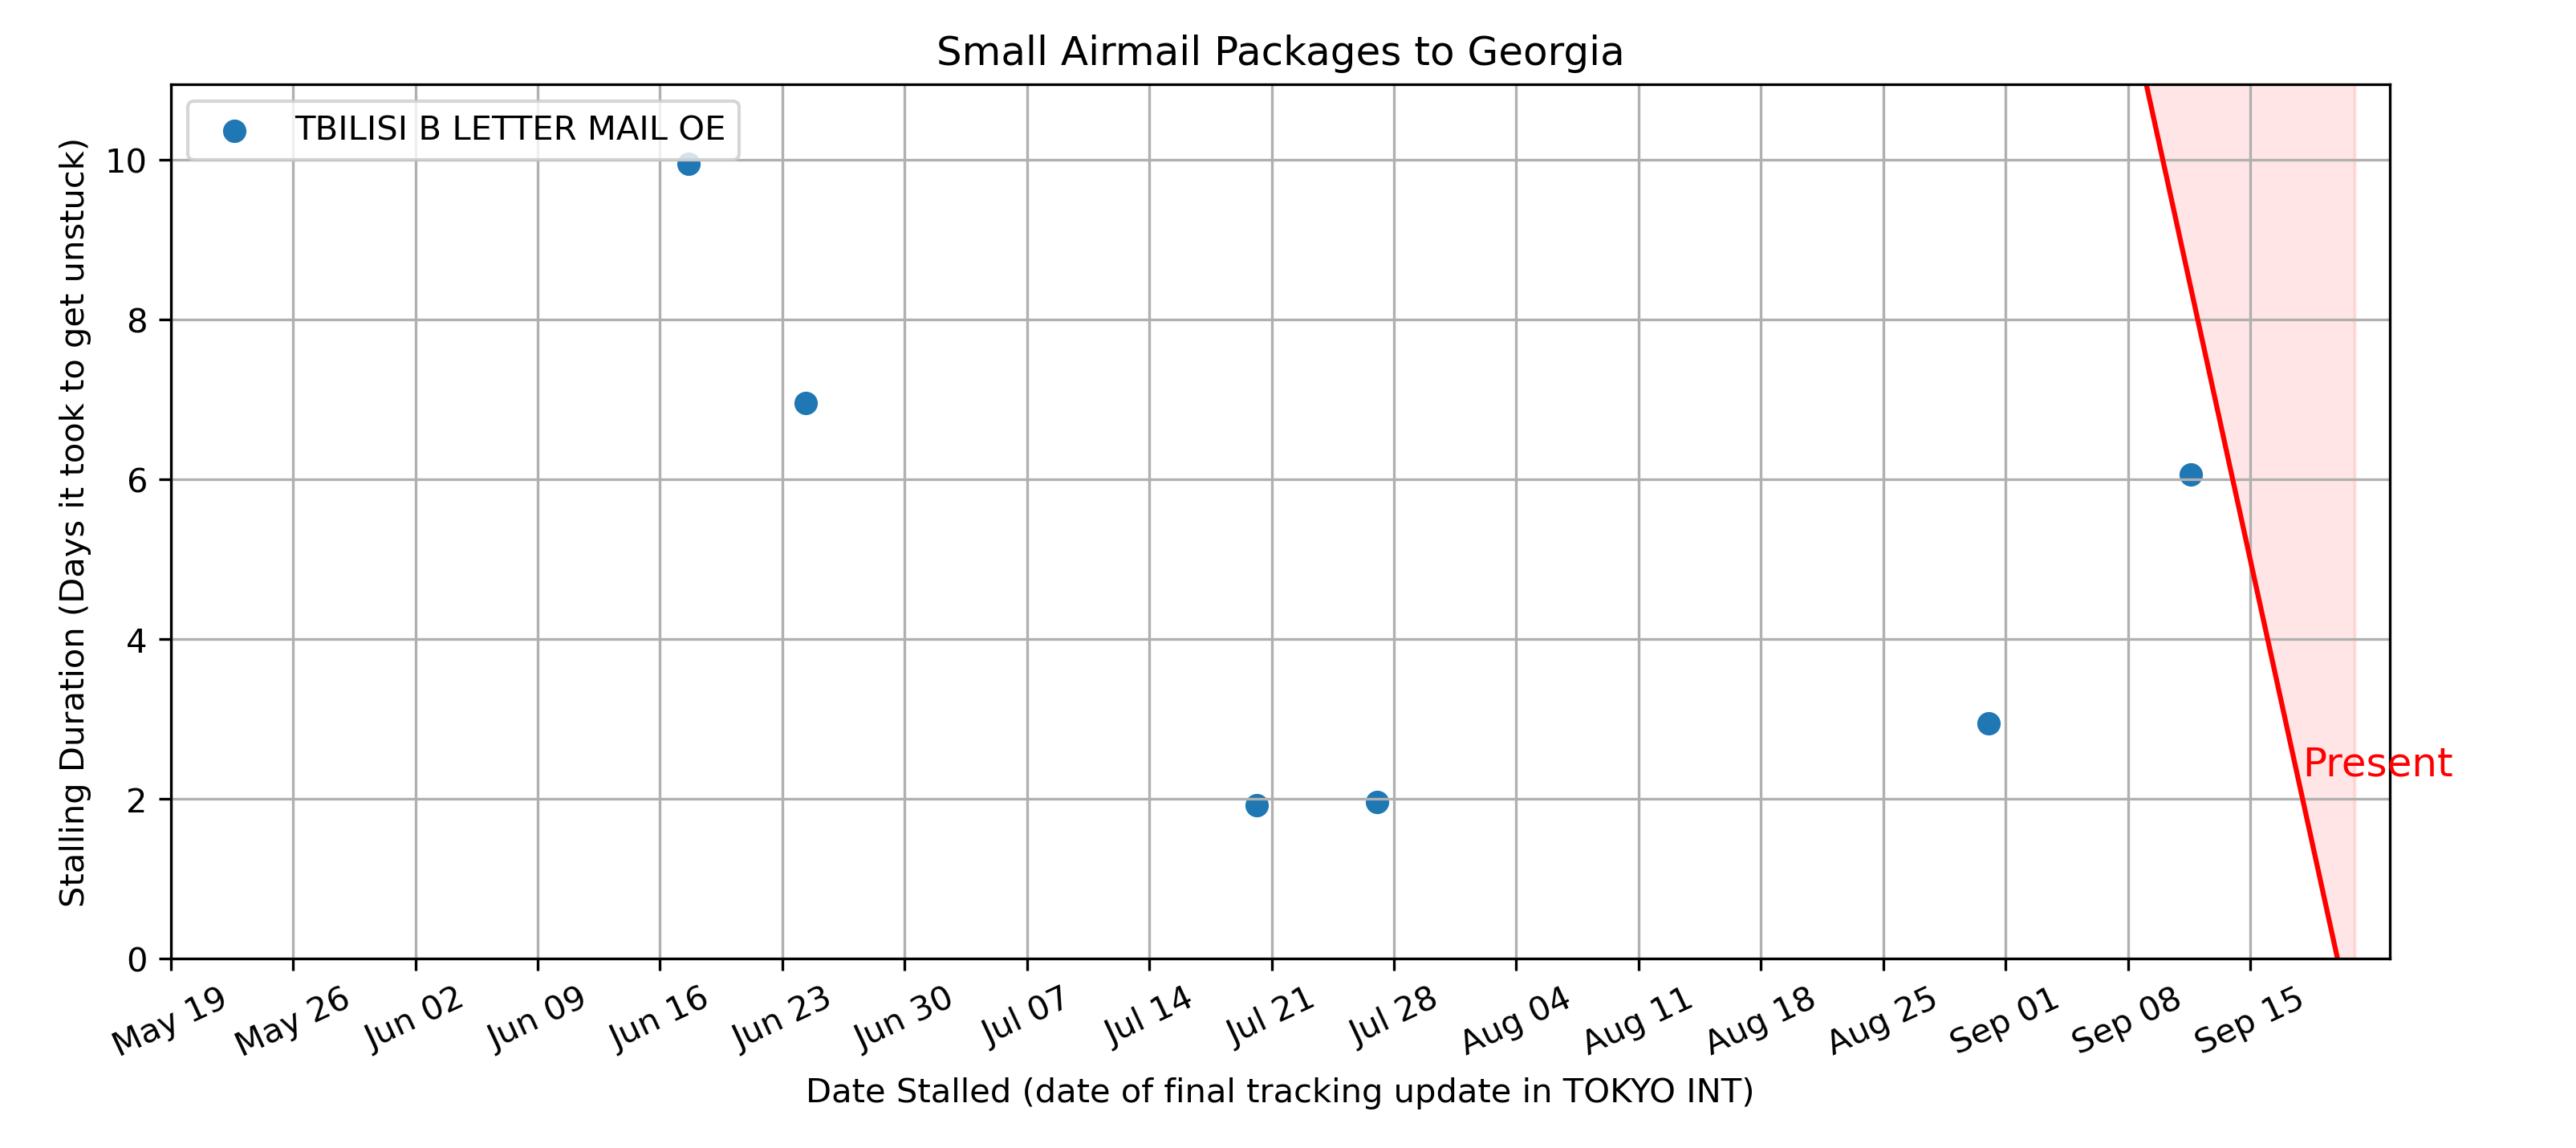 Small Airmail Packages to Georgia
TBILISI B LETTER MAIL OE
Stalling Duration (Days it took to get unstuck)
10
8
6
4
2
0
Present
May 19
May 26
Jun 02
Jun 09
Jun 16
Jun 23
Jun 30
Jul 07
Jul 14
Jul 21
Jul 28
Aug 04
Aug 11
Aug 18
Aug 25
Sep 01
Sep 08
Sep 15
Date Stalled (date of final tracking update in TOKYO INT)